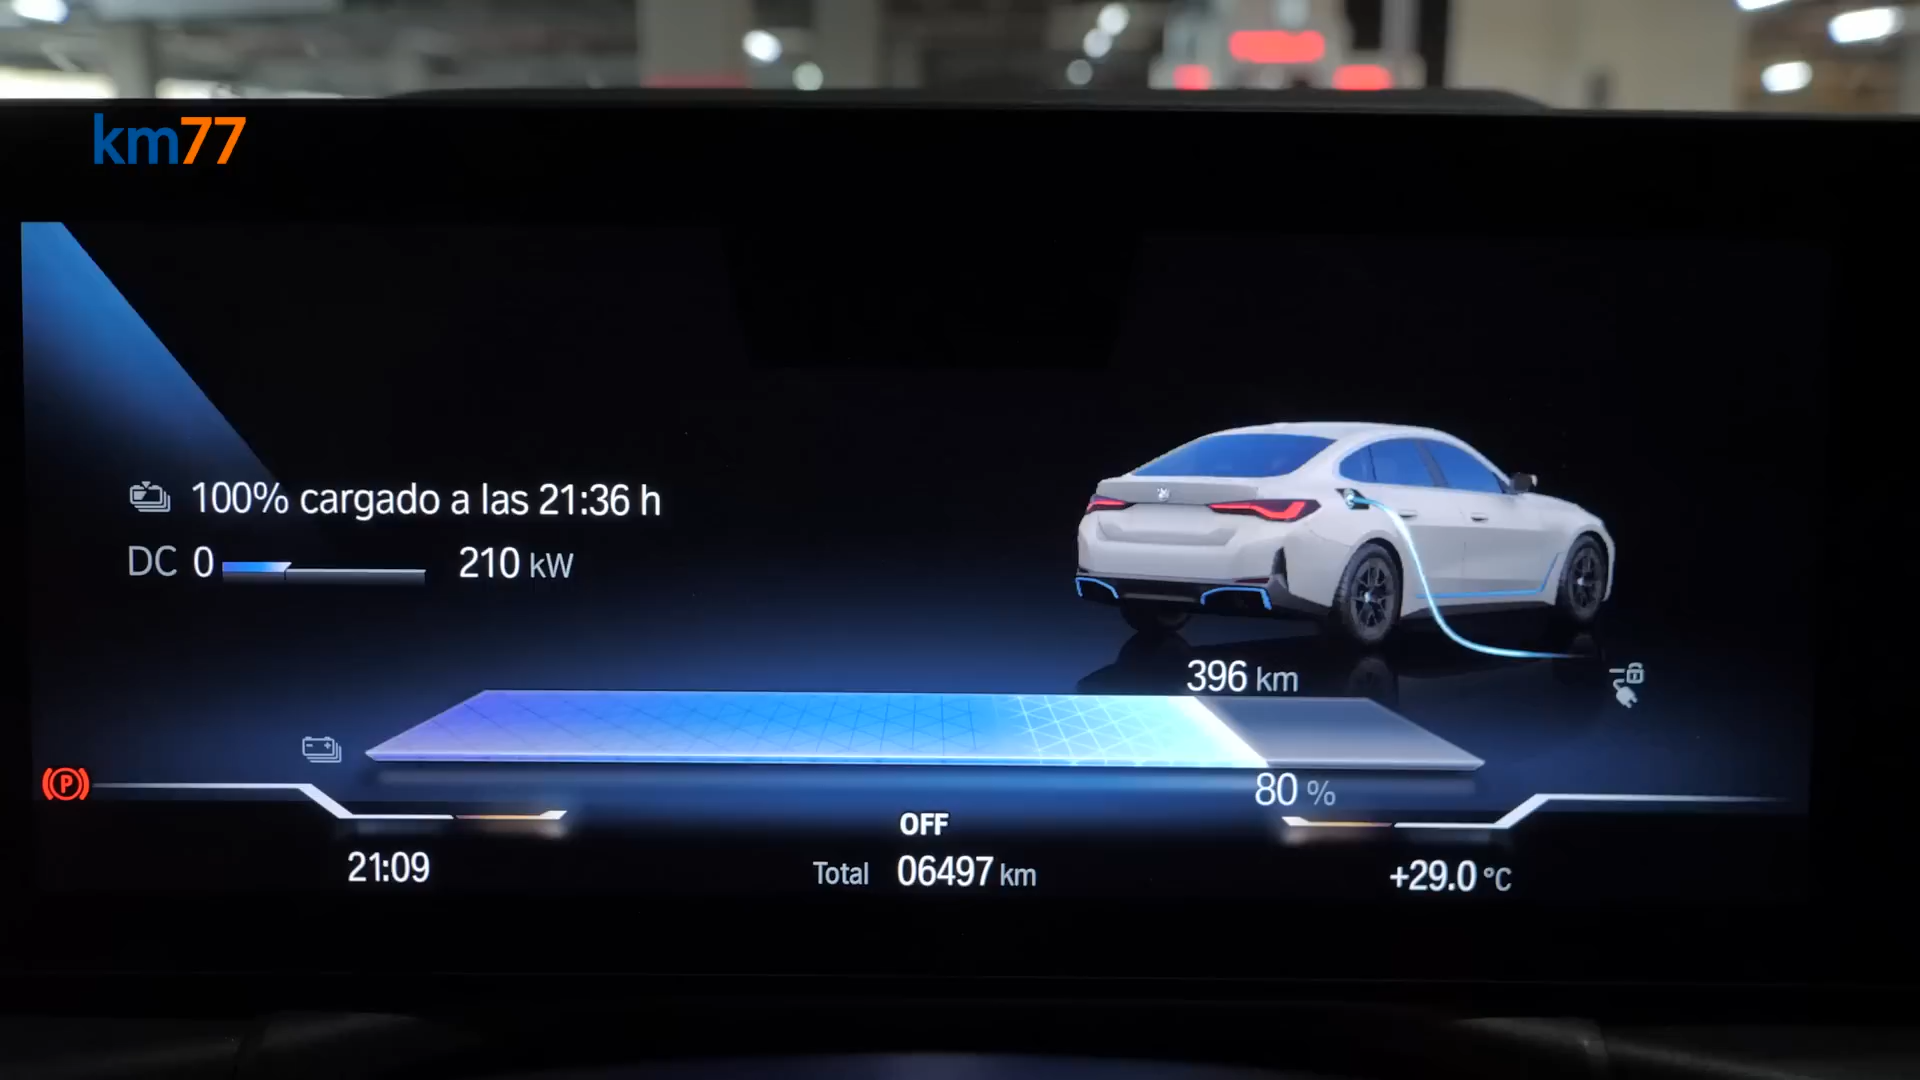 km77
100% cargado a las 21:36 h
DC 0 210 kW
396 km
80 %
OFF
21:09
Total 06497 km
+29.0 °C
P